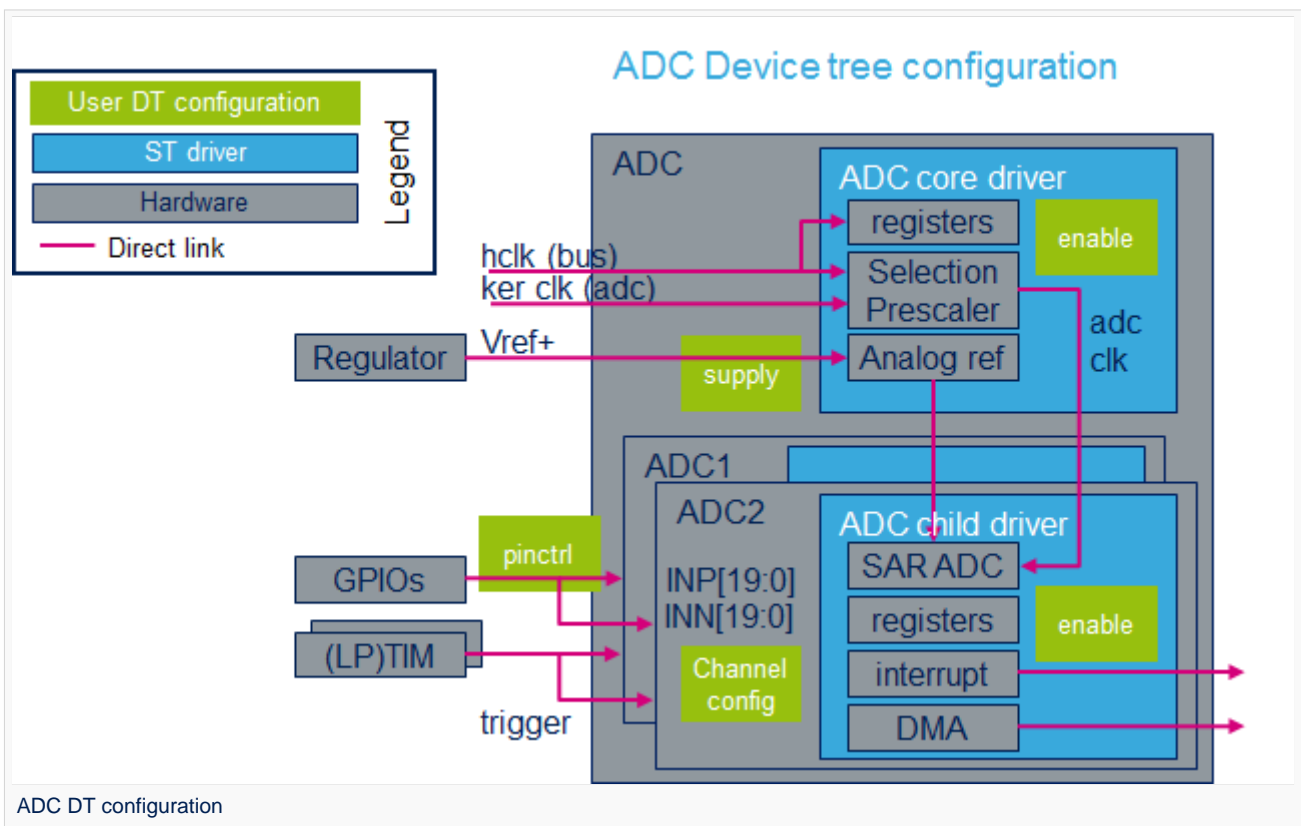 ADC Device tree configuration
User DT configuration
ST driver
Hardware
Direct link
Legend
ADC
ADC core driver
registers
enable
hclk (bus)
Selection
Prescaler
ker clk (adc)
adc
clk
Regulator
Vref+
supply
Analog ref
ADC1
ADC2
ADC child driver
pinctrl
GPIOs
INP[19:0]
INN[19:0]
SAR ADC
registers
enable
(LP)TIM
trigger
Channel
config
interrupt
DMA
ADC DT configuration